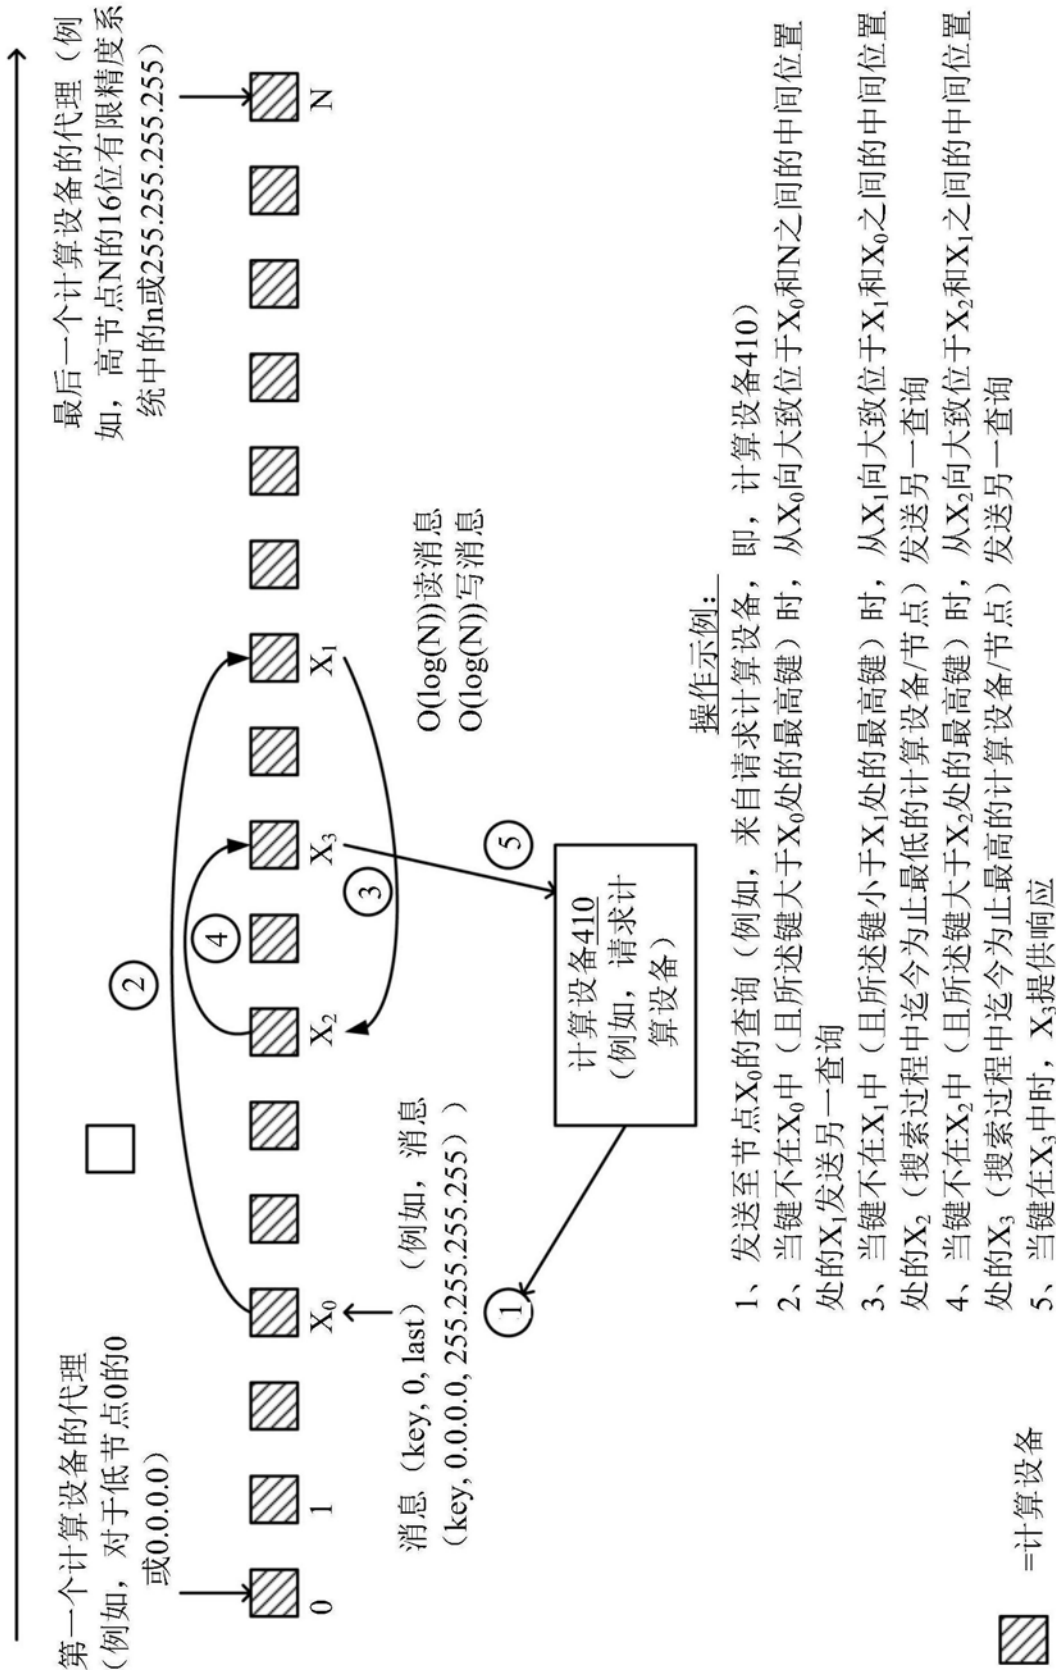 第一个计算设备的代理
(例如，对于低节点0的0
或0.0.0.0)
最后一个计算设备的代理（例
如，高节点N的16位有限精度系
统中的n或255.255.255.255)
2
4
3
0
1
X₀
X₂
X₃
X₁
N
消息（key, 0, last）（例如，消息
（key, 0.0.0.0, 255.255.255.255））
1
5
O(log(N))读消息
O(log(N))写消息
计算设备410
(例如，请求计
算设备)
操作示例：
1、发送至节点X₀的查询（例如，来自请求计算设备，即，计算设备410）
2、当键不在X₀中（且所述键大于X₀处的最高键）时，从X₀向大致位于X₀和N之间的中间位置
处的X₁发送另一查询
3、当键不在X₁中（且所述键小于X₁处的最高键）时，从X₁向大致位于X₁和X₀之间的中间位置
处的X₂（搜索过程中迄今为止最低的计算设备/节点）发送另一查询
4、当键不在X₂中（且所述键大于X₂处的最高键）时，从X₂向大致位于X₂和X₁之间的中间位置
处的X₃（搜索过程中迄今为止最高的计算设备/节点）发送另一查询
5、当键在X₃中时，X₃提供响应
=计算设备